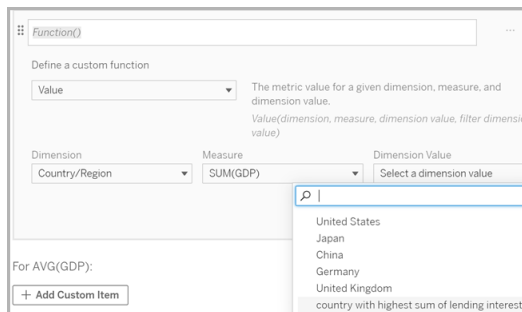 Function()
Define a custom function
Value
The metric value for a given dimension, measure, and
dimension value.
Value(dimension, measure, dimension value, filter dimensi
value)
Dimension
Measure
Dimension Value
Country/Region
SUM(GDP)
Select a dimension value
United States
Japan
China
Germany
United Kingdom
country with highest sum of lending interest
For AVG(GDP):
+ Add Custom Item